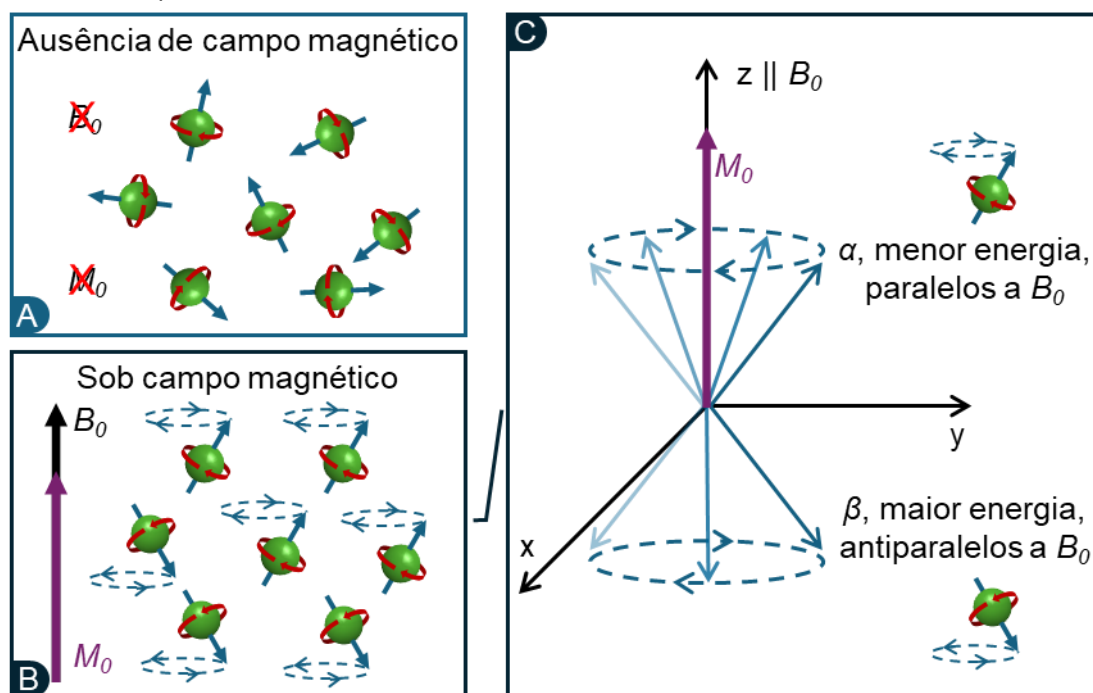 Ausência de campo magnético
B0
M0
A
Sob campo magnético
B0
M0
B
C
z || B0
M0
α, menor energia,
paralelos a B0
y
x
β, maior energia,
antiparalelos a B0